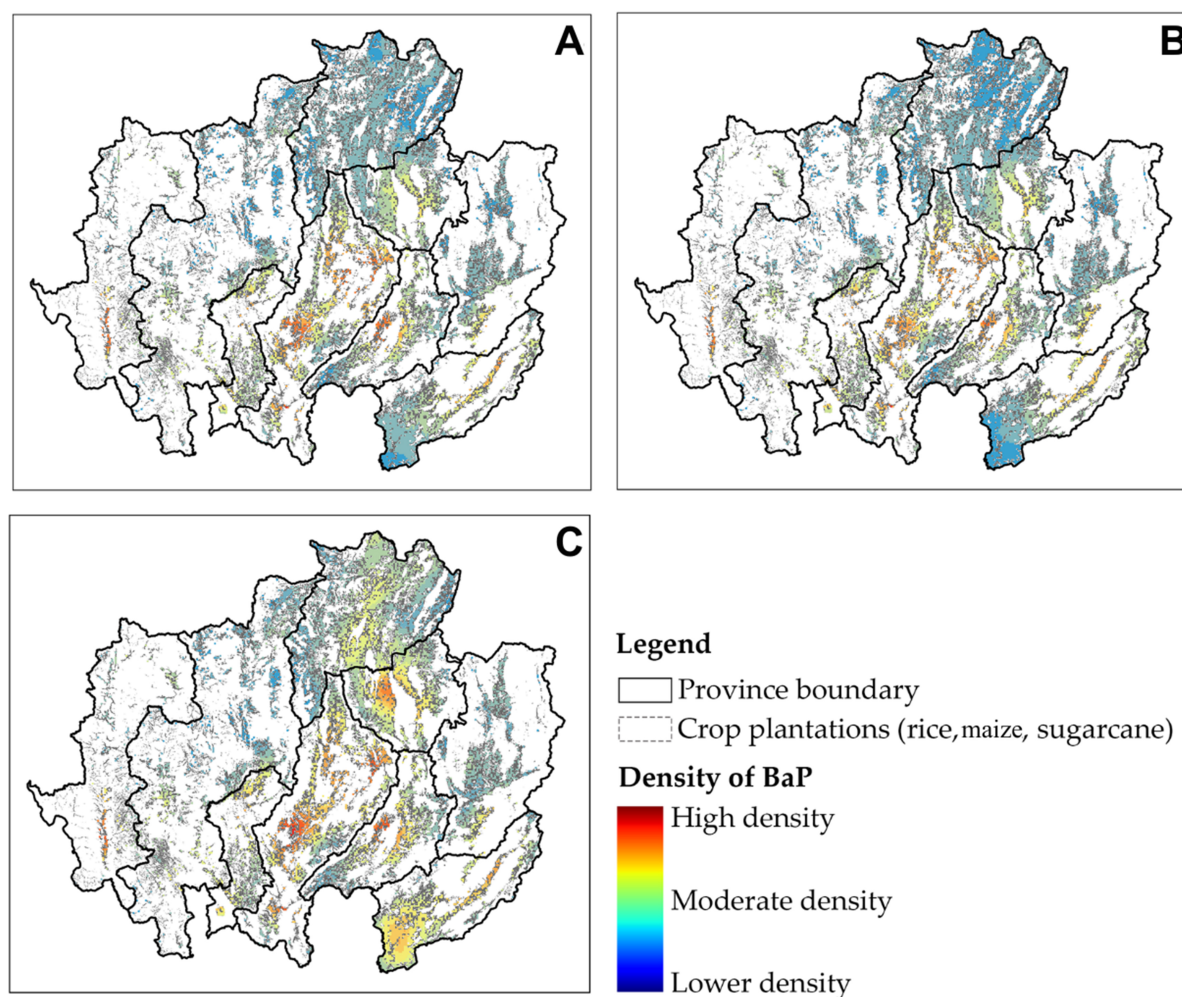 A
B
C
Legend
Province boundary
Crop plantations (rice, maize, sugarcane)
Density of BaP
High density
Moderate density
Lower density